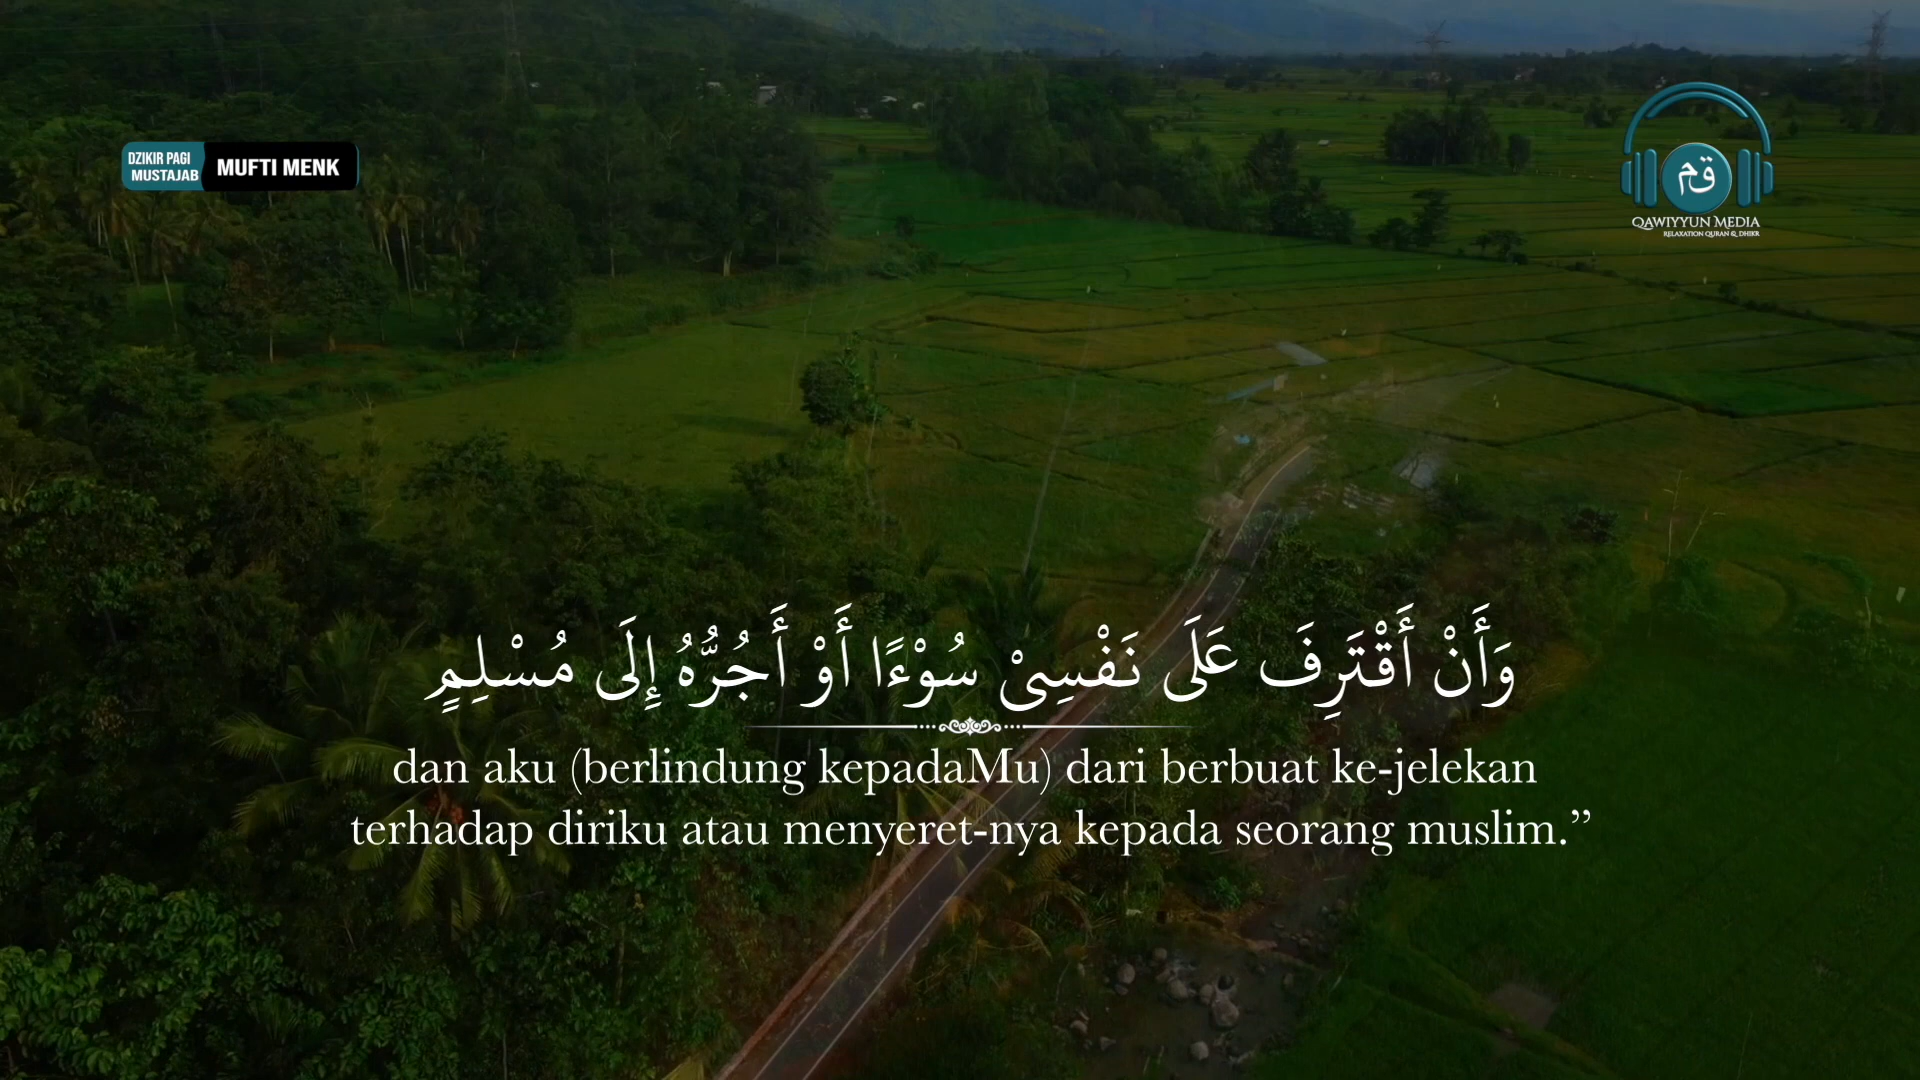 DZIKIR PAGI
MUSTAJAB
MUFTI MENK
قم
QAWIYYUN MEDIA
RELAXATION QURAN & DHIKR
وَأَنْ أَقْتَرِفَ عَلَى نَفْسِيْ سُوْءًا أَوْ أَجُرُّهُ إِلَى مُسْلِمٍ
dan aku (berlindung kepadaMu) dari berbuat ke-jelekan
terhadap diriku atau menyeret-nya kepada seorang muslim.”